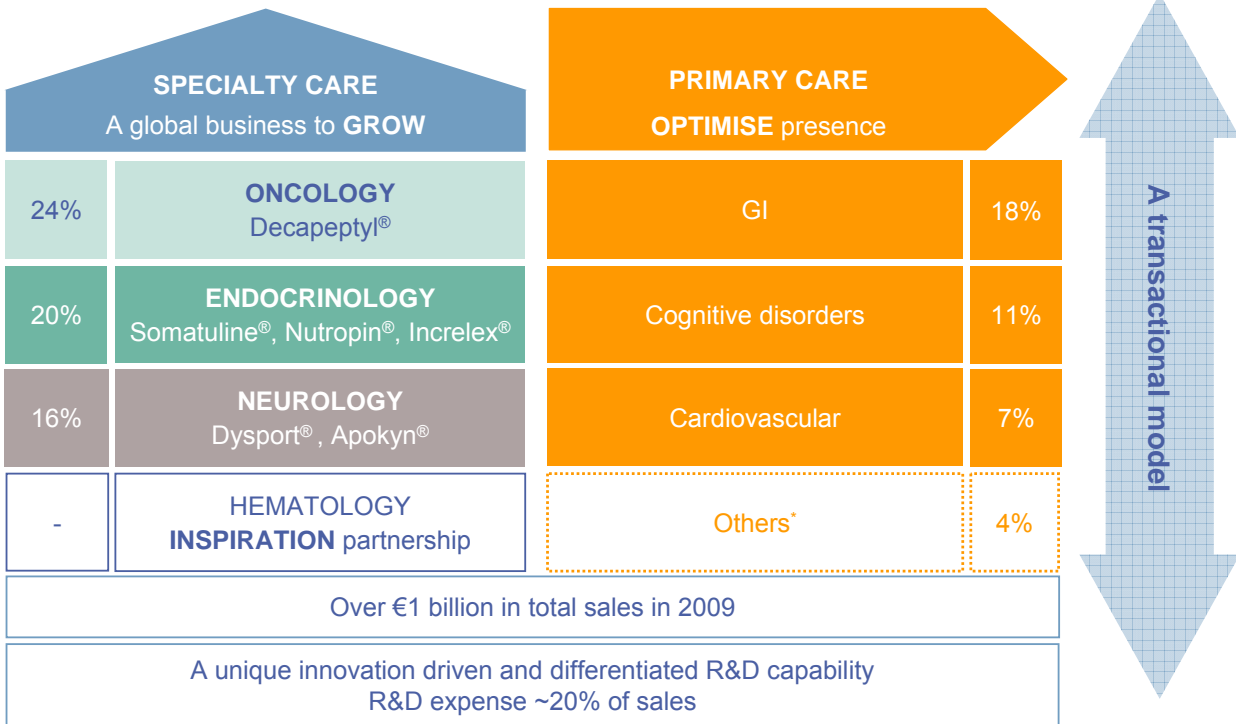 SPECIALTY CARE
A global business to GROW
24%
ONCOLOGY
Decapeptyl®
20%
ENDOCRINOLOGY
Somatuline®, Nutropin®, Increlex®
16%
NEUROLOGY
Dysport® , Apokyn®
-
HEMATOLOGY
INSPIRATION partnership
PRIMARY CARE
OPTIMISE presence
GI
18%
Cognitive disorders
11%
Cardiovascular
7%
Others*
4%
Over €1 billion in total sales in 2009
A unique innovation driven and differentiated R&D capability
R&D expense ~20% of sales
A transactional model